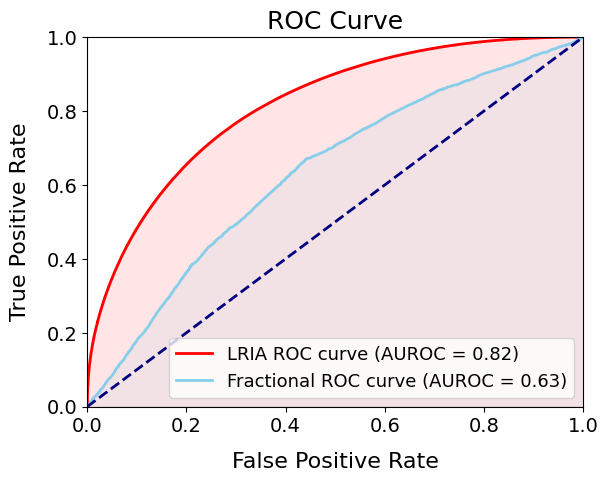 ROC Curve
True Positive Rate
1.0
0.8
0.6
0.4
0.2
0.0
LRIA ROC curve (AUROC = 0.82)
Fractional ROC curve (AUROC = 0.63)
0.0 0.2 0.4 0.6 0.8 1.0
False Positive Rate